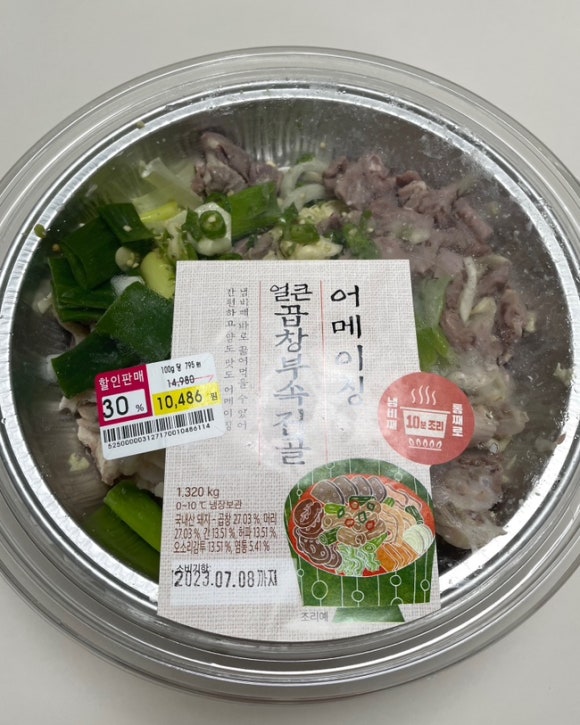 어메이징
얼큰
곱창부속전골
냄비째 바로 끓여먹을 수 있어
간편하고 양도 맛도 어메이징
냄비째
통째로
10분 조리
할인판매
30 %
100g 당 795 원
14,980
10,486 원
52500003127170010486114
1.320 kg
0~10 ℃ 냉장보관
국내산 돼지 - 곱창 27.03 %, 머리
27.03 %, 간 13.51 %, 허파 13.51 %,
오소리감투 13.51 %, 염통 5.41 %
소비기한
2023.07.08 까지
조리예